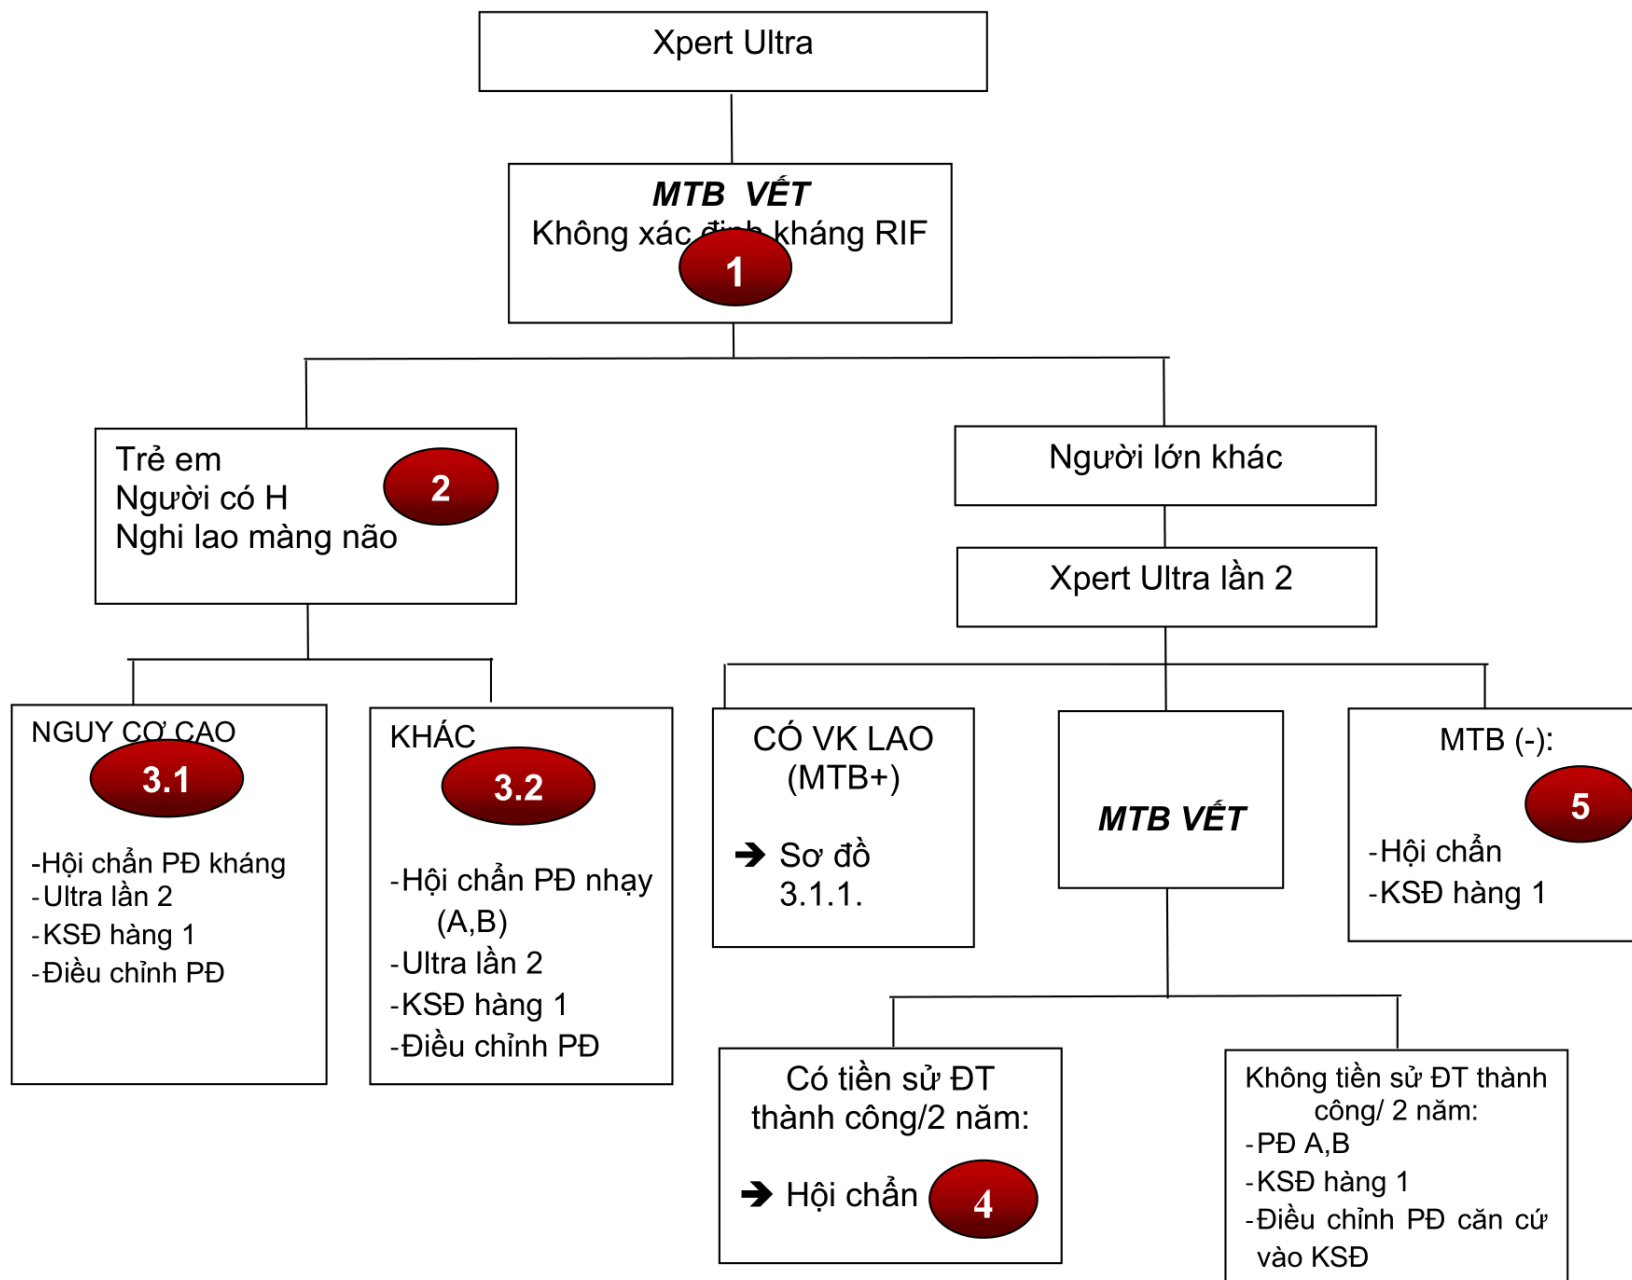 Xpert Ultra
MTB VẾT
Không xác định kháng RIF
1
Trẻ em
Người có H
Nghi lao màng não
2
Người lớn khác
Xpert Ultra lần 2
NGUY CƠ CAO
3.1
-Hội chẩn PĐ kháng
-Ultra lần 2
-KSĐ hàng 1
-Điều chỉnh PĐ
KHÁC
3.2
-Hội chẩn PĐ nhạy
(A,B)
-Ultra lần 2
-KSĐ hàng 1
-Điều chỉnh PĐ
CÓ VK LAO
(MTB+)
➔ Sơ đồ
3.1.1.
MTB VẾT
MTB (-):
5
-Hội chẩn
-KSĐ hàng 1
Có tiền sử ĐT
thành công/2 năm:
➔ Hội chẩn
4
Không tiền sử ĐT thành
công/ 2 năm:
-PĐ A,B
-KSĐ hàng 1
-Điều chỉnh PĐ căn cứ
vào KSĐ